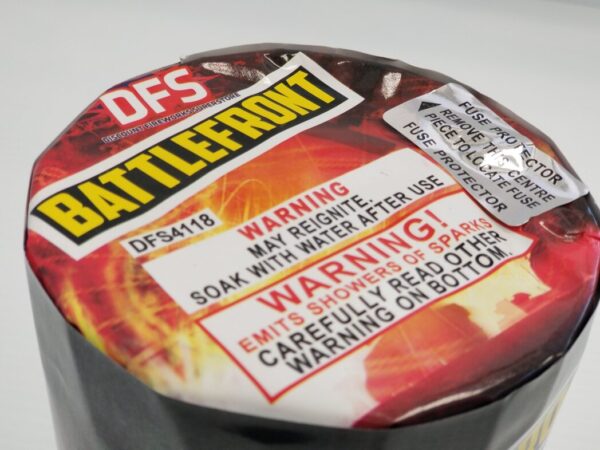 DFS
DISCOUNT FIREWORKS SUPERSTORE
BATTLEFRONT
DFS4118
WARNING
MAY REIGNITE.
SOAK WITH WATER AFTER USE
WARNING!
EMITS SHOWERS OF SPARKS
CAREFULLY READ OTHER
WARNING ON BOTTOM.
FUSE PROTECTOR
REMOVE CENTRE
PIECE TO LOCATE FUSE
FUSE PROTECTOR